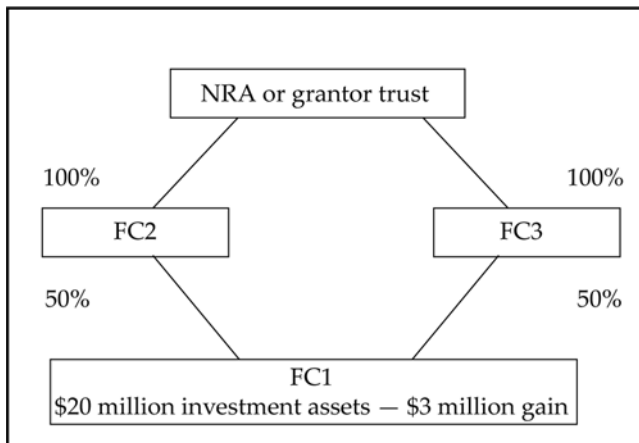 NRA or grantor trust
100%
100%
FC2
FC3
50%
50%
FC1
$20 million investment assets — $3 million gain